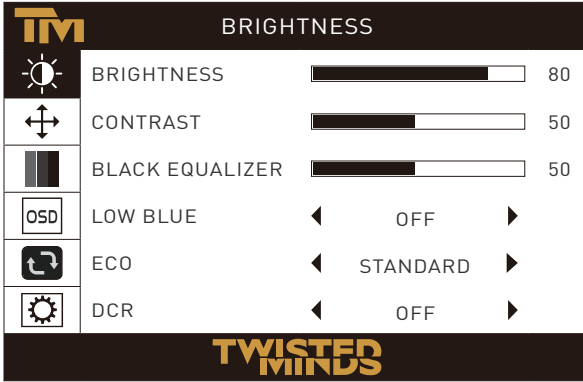 TM
BRIGHTNESS
BRIGHTNESS 80
CONTRAST 50
BLACK EQUALIZER 50
LOW BLUE OFF
OSD
ECO STANDARD
DCR OFF
TWISTED
MINDS